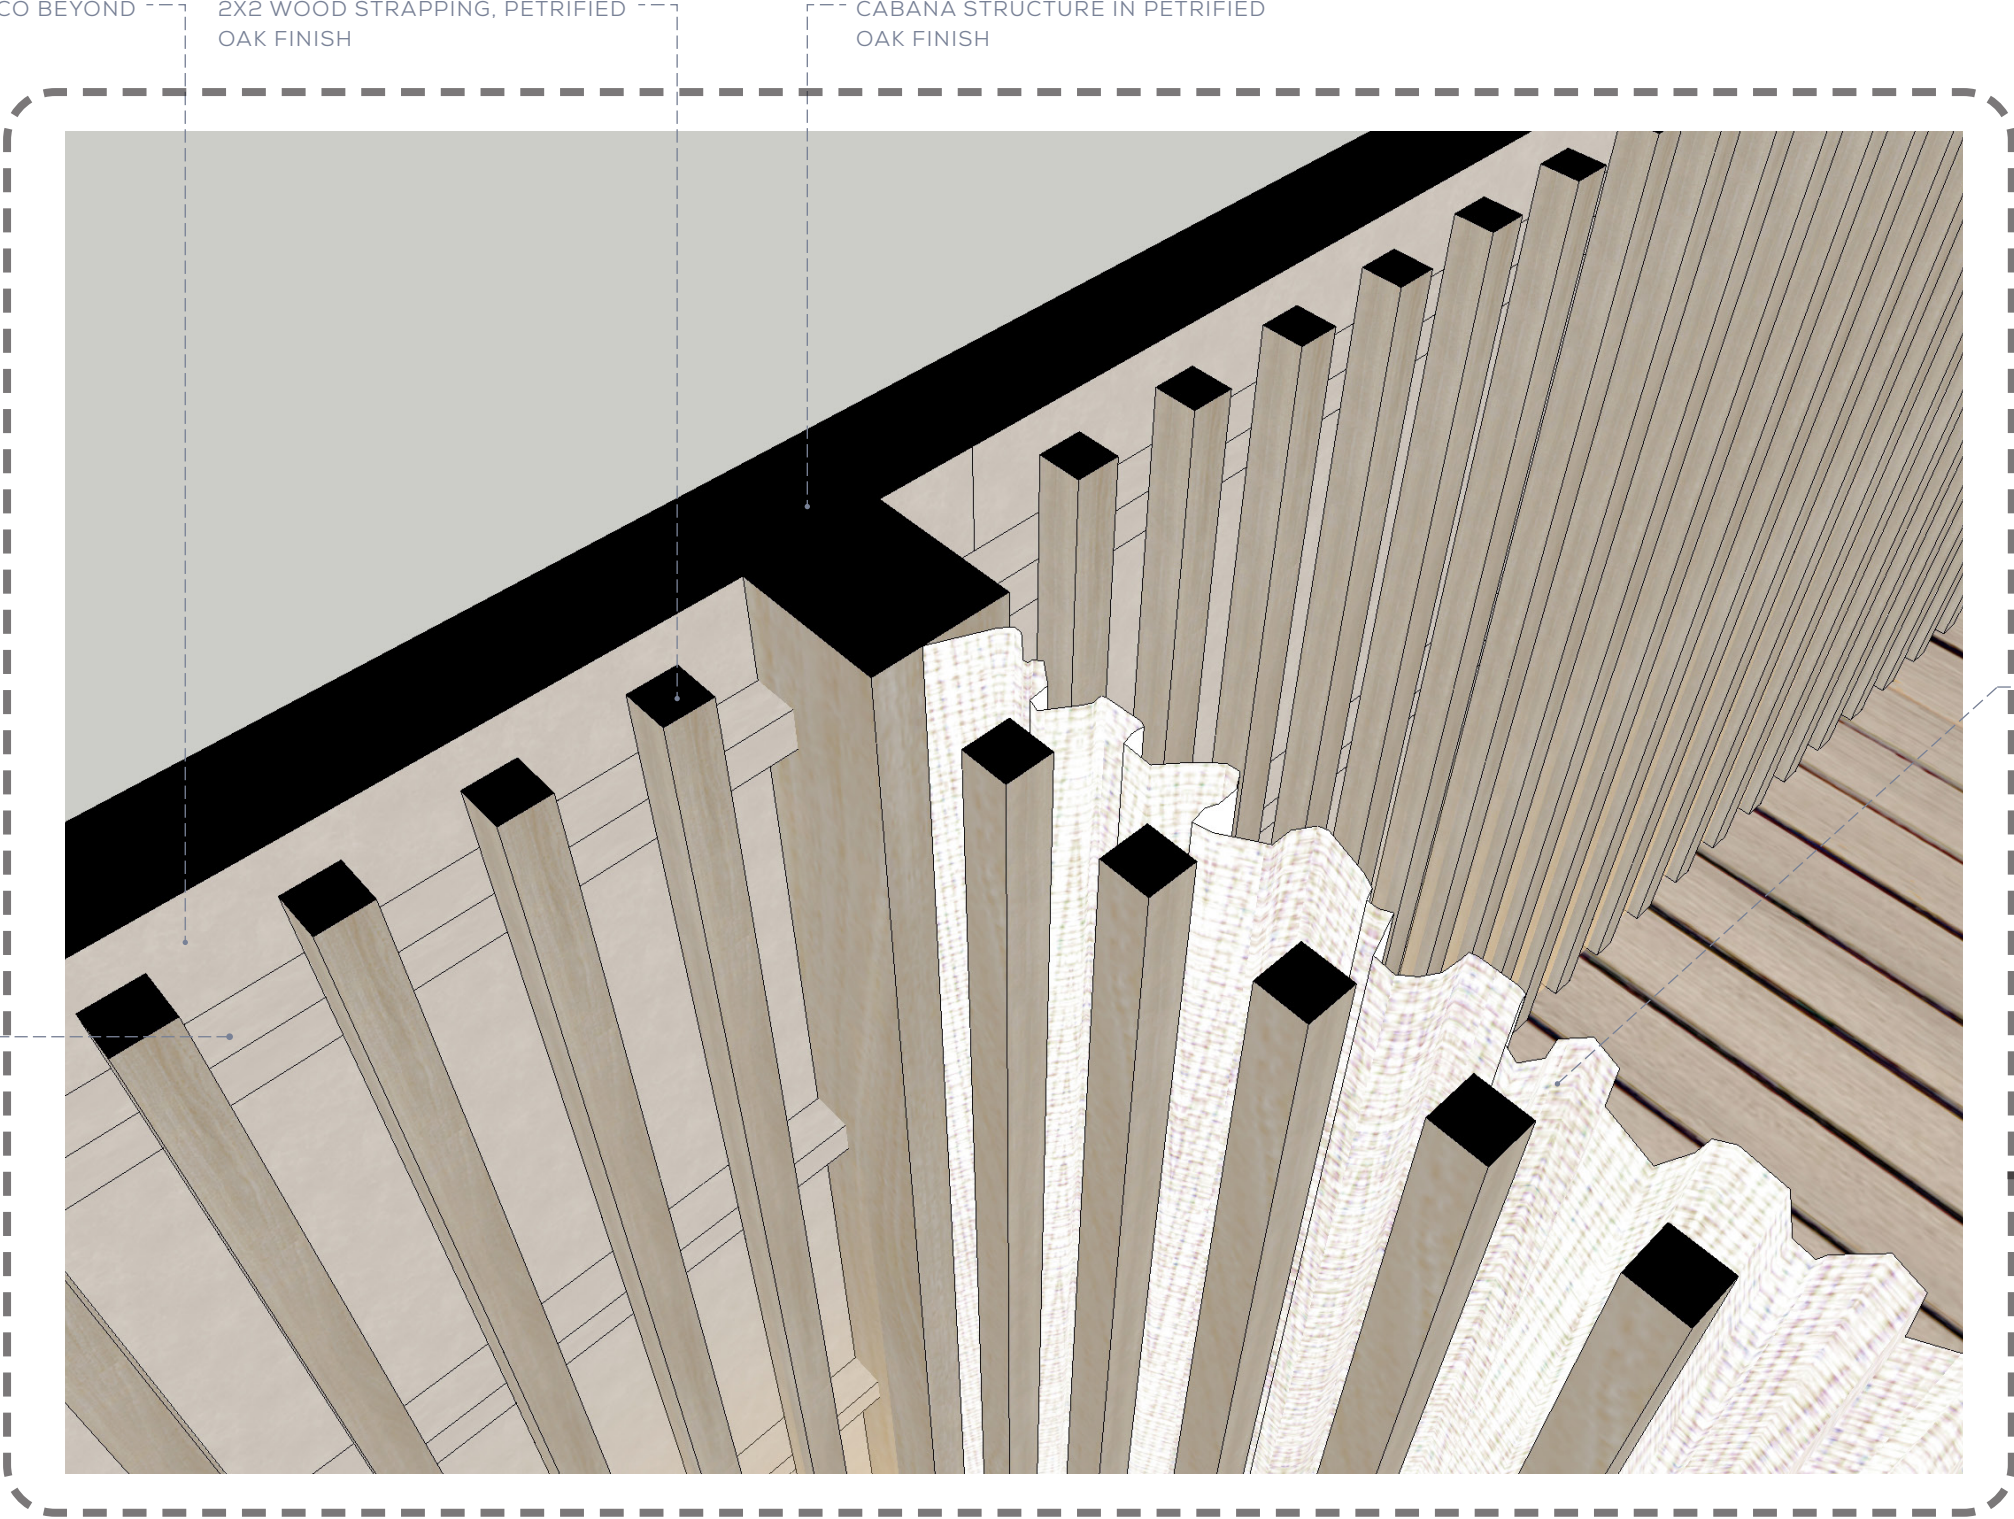 CO BEYOND
2X2 WOOD STRAPPING, PETRIFIED
OAK FINISH
CABANA STRUCTURE IN PETRIFIED
OAK FINISH